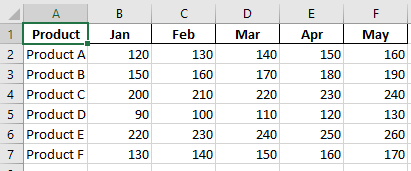 A B C D E F
1 Product Jan Feb Mar Apr May
2 Product A 120 130 140 150 160
3 Product B 150 160 170 180 190
4 Product C 200 210 220 230 240
5 Product D 90 100 110 120 130
6 Product E 220 230 240 250 260
7 Product F 130 140 150 160 170